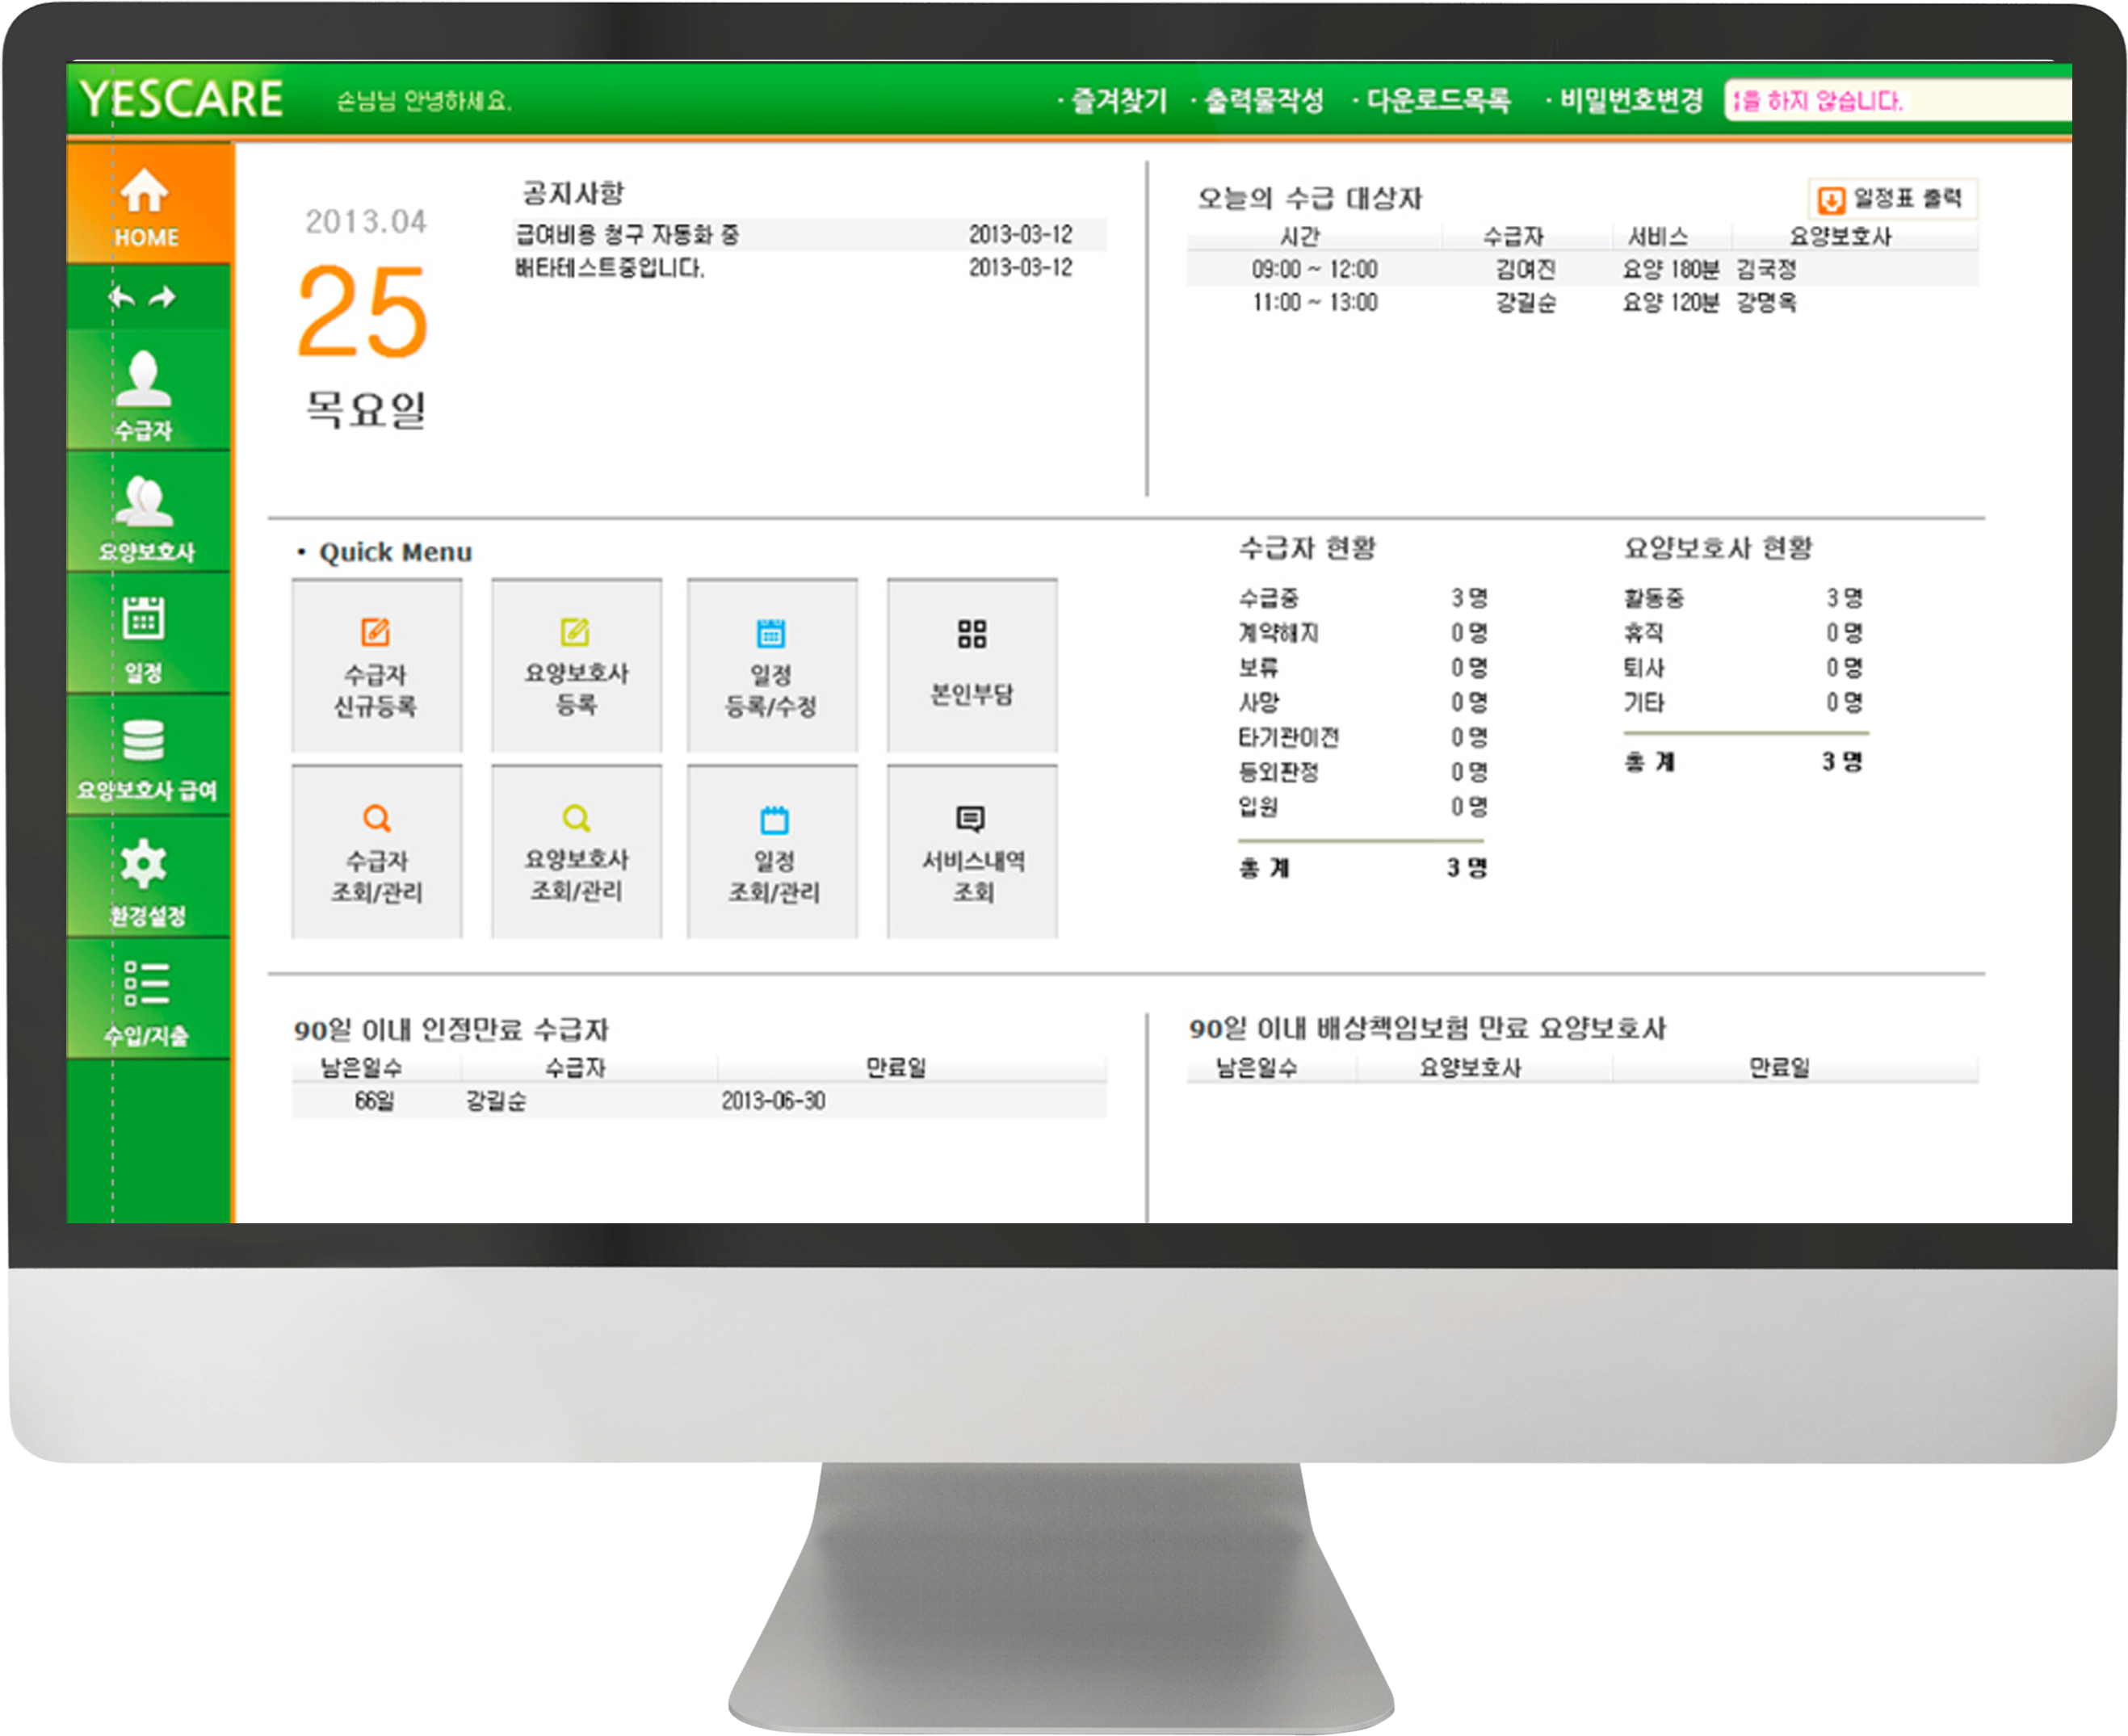 YESCARE
손님님 안녕하세요.
· 즐겨찾기 · 출력물작성 · 다운로드목록 · 비밀번호변경
을 하지 않습니다.
HOME
수급자
요양보호사
일정
요양보호사 급여
환경설정
수입/지출
2013.04
25
목요일
공지사항
급여비용 청구 자동화 중 2013-03-12
배타테스트중입니다. 2013-03-12
오늘의 수급 대상자
일정표 출력
시간 수급자 서비스 요양보호사
09:00 ~ 12:00 김여진 요양 180분 김국정
11:00 ~ 13:00 강길순 요양 120분 강명옥
• Quick Menu
수급자
신규등록
요양보호사
등록
일정
등록/수정
본인부담
수급자
조회/관리
요양보호사
조회/관리
일정
조회/관리
서비스내역
조회
수급자 현황
수급중 3 명
계약해지 0 명
보류 0 명
사망 0 명
타기관이전 0 명
등외판정 0 명
입원 0 명
총 계 3 명
요양보호사 현황
활동중 3 명
휴직 0 명
퇴사 0 명
기타 0 명
총 계 3 명
90일 이내 인정만료 수급자
남은일수 수급자 만료일
66일 강길순 2013-06-30
90일 이내 배상책임보험 만료 요양보호사
남은일수 요양보호사 만료일